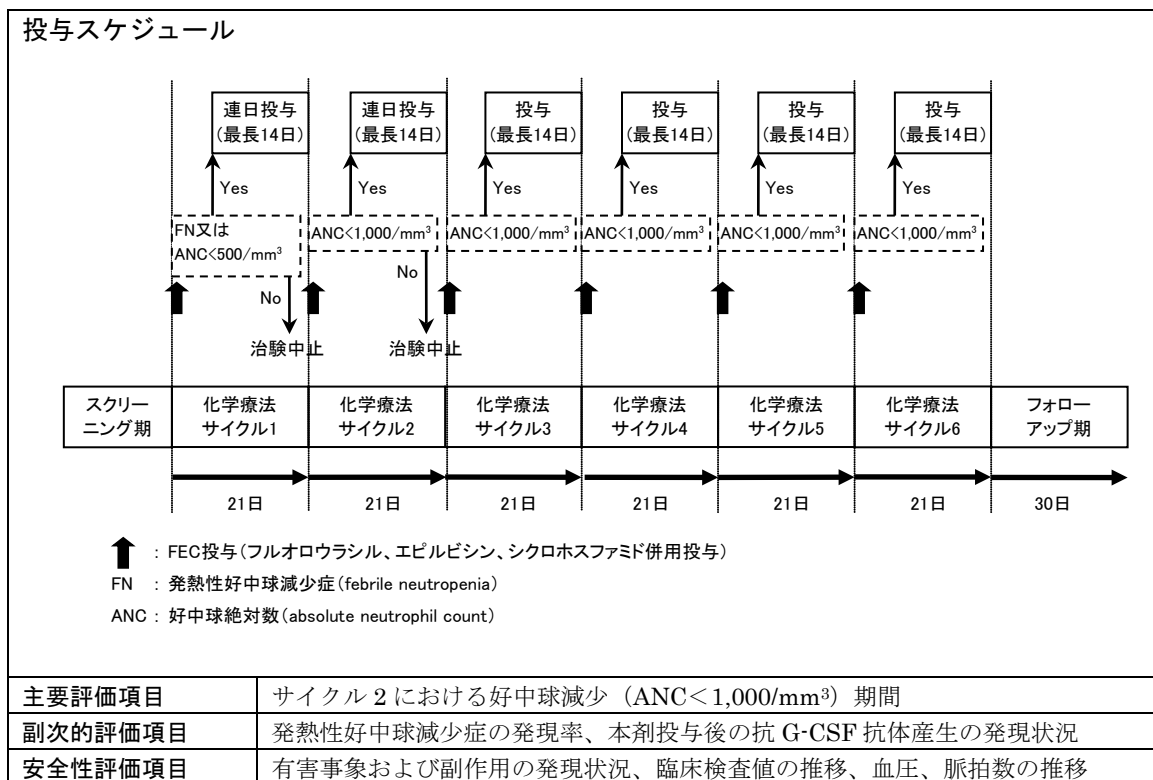 投与スケジュール
連日投与 連日投与 投与 投与 投与 投与
(最長14日) (最長14日) (最長14日) (最長14日) (最長14日) (最長14日)
Yes Yes Yes Yes Yes Yes
FN又は ANC<1,000/mm³ ANC<1,000/mm³ ANC<1,000/mm³ ANC<1,000/mm³ ANC<1,000/mm³
ANC<500/mm³
No No
治験中止 治験中止
スクリー 化学療法 化学療法 化学療法 化学療法 化学療法 化学療法 フォロー
ニング期 サイクル1 サイクル2 サイクル3 サイクル4 サイクル5 サイクル6 アップ期
21日 21日 21日 21日 21日 21日 30日
: FEC投与(フルオロウラシル、エピルビシン、シクロホスファミド併用投与)
FN : 発熱性好中球減少症(febrile neutropenia)
ANC : 好中球絶対数(absolute neutrophil count)
主要評価項目 サイクル 2 における好中球減少(ANC<1,000/mm³)期間
副次的評価項目 発熱性好中球減少症の発現率、本剤投与後の抗 G-CSF 抗体産生の発現状況
安全性評価項目 有害事象および副作用の発現状況、臨床検査値の推移、血圧、脈拍数の推移